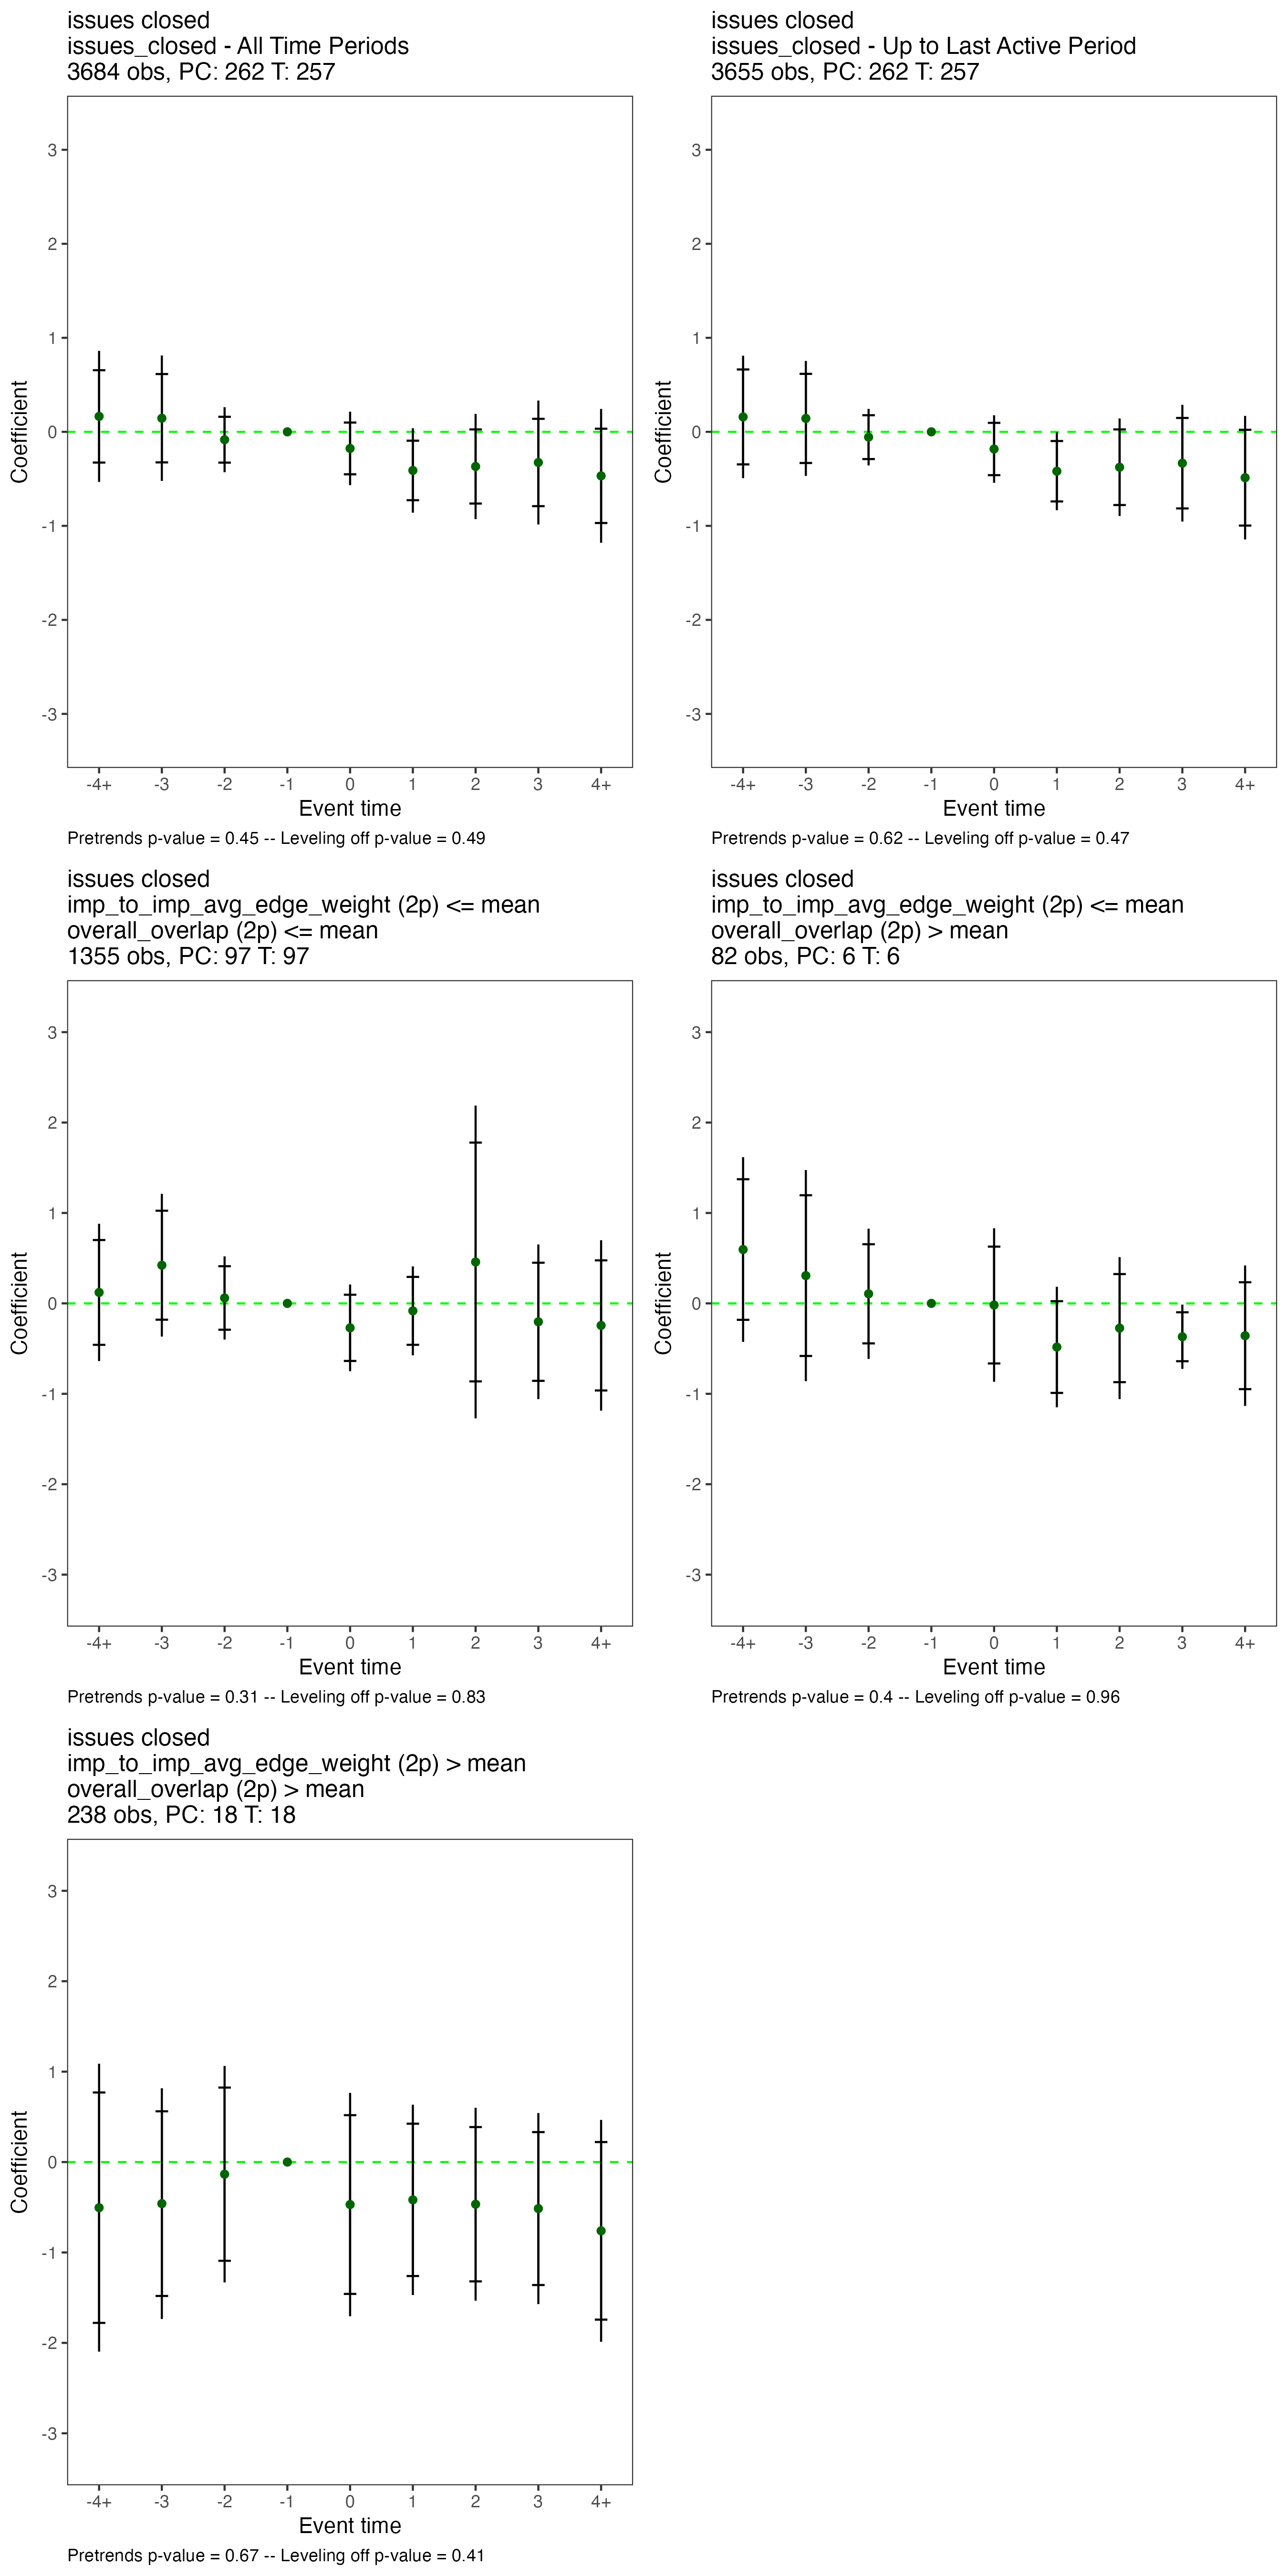 issues closed
issues_closed - All Time Periods
3684 obs, PC: 262 T: 257
3
2
1
0
-1
-2
-3
Coefficient
-4+ -3 -2 -1 0 1 2 3 4+
Event time
Pretrends p-value = 0.45 -- Leveling off p-value = 0.49
issues closed
issues_closed - Up to Last Active Period
3655 obs, PC: 262 T: 257
3
2
1
0
-1
-2
-3
Coefficient
-4+ -3 -2 -1 0 1 2 3 4+
Event time
Pretrends p-value = 0.62 -- Leveling off p-value = 0.47
issues closed
imp_to_imp_avg_edge_weight (2p) <= mean
overall_overlap (2p) <= mean
1355 obs, PC: 97 T: 97
3
2
1
0
-1
-2
-3
Coefficient
-4+ -3 -2 -1 0 1 2 3 4+
Event time
Pretrends p-value = 0.31 -- Leveling off p-value = 0.83
issues closed
imp_to_imp_avg_edge_weight (2p) <= mean
overall_overlap (2p) > mean
82 obs, PC: 6 T: 6
3
2
1
0
-1
-2
-3
Coefficient
-4+ -3 -2 -1 0 1 2 3 4+
Event time
Pretrends p-value = 0.4 -- Leveling off p-value = 0.96
issues closed
imp_to_imp_avg_edge_weight (2p) > mean
overall_overlap (2p) > mean
238 obs, PC: 18 T: 18
3
2
1
0
-1
-2
-3
Coefficient
-4+ -3 -2 -1 0 1 2 3 4+
Event time
Pretrends p-value = 0.67 -- Leveling off p-value = 0.41